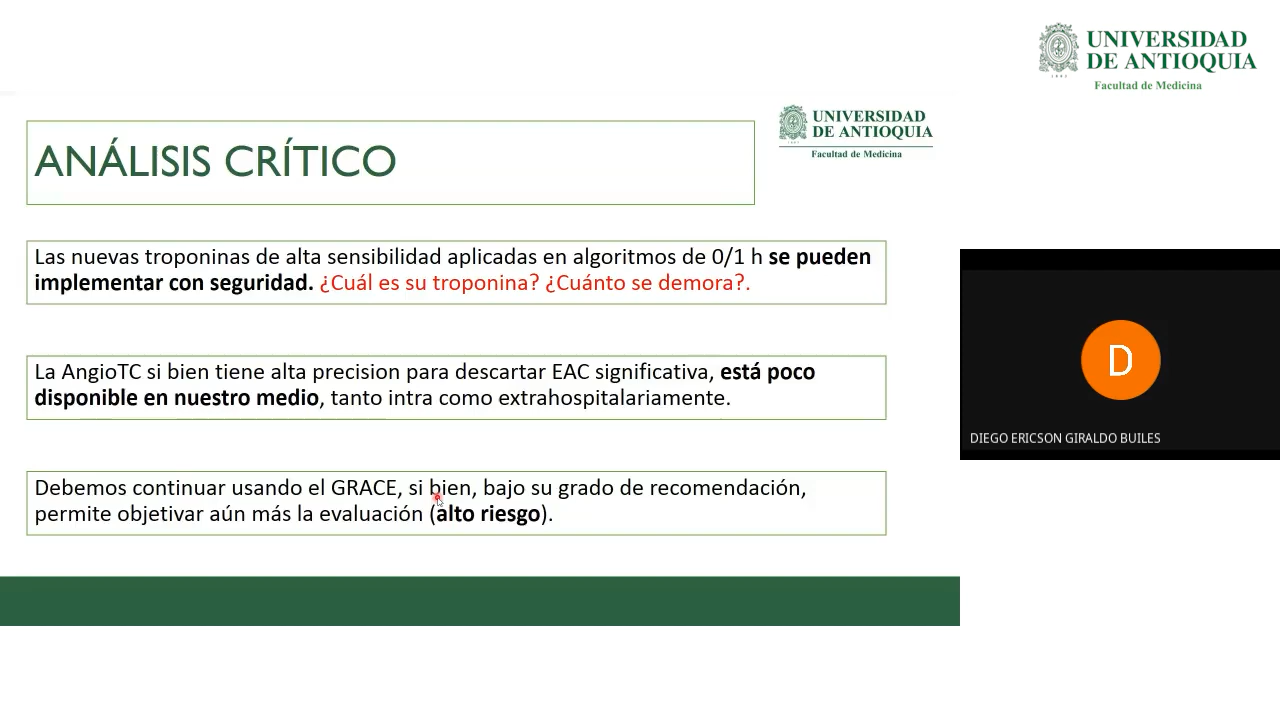 UNIVERSIDAD
DE ANTIOQUIA
1803
Facultad de Medicina
UNIVERSIDAD
DE ANTIOQUIA
Facultad de Medicina
ANÁLISIS CRÍTICO
Las nuevas troponinas de alta sensibilidad aplicadas en algoritmos de 0/1 h se pueden
implementar con seguridad. ¿Cuál es su troponina? ¿Cuánto se demora?.
La AngioTC si bien tiene alta precision para descartar EAC significativa, está poco
disponible en nuestro medio, tanto intra como extrahospitalariamente.
Debemos continuar usando el GRACE, si bien, bajo su grado de recomendación,
permite objetivar aún más la evaluación (alto riesgo).
D
DIEGO ERICSON GIRALDO BUILES